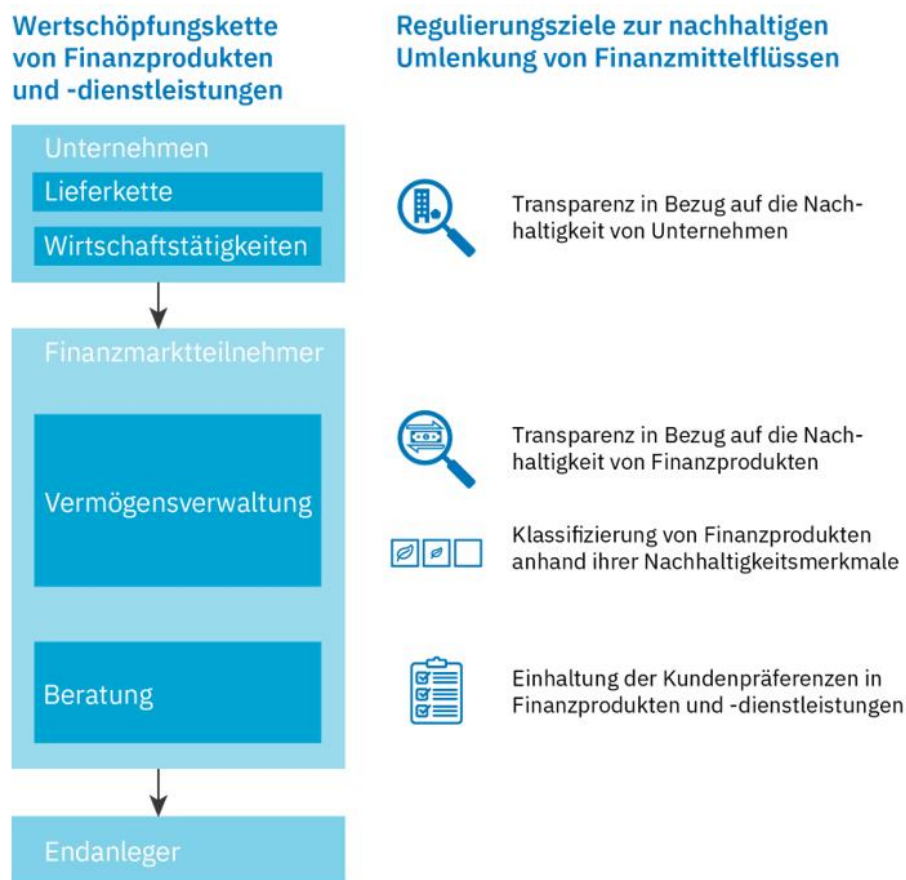 Wertschöpfungskette
von Finanzprodukten
und -dienstleistungen
Regulierungsziele zur nachhaltigen
Umlenkung von Finanzmittelflüssen
Unternehmen
Lieferkette
Wirtschaftstätigkeiten
Transparenz in Bezug auf die Nach-
haltigkeit von Unternehmen
Finanzmarktteilnehmer
Vermögensverwaltung
Transparenz in Bezug auf die Nach-
haltigkeit von Finanzprodukten
Klassifizierung von Finanzprodukten
anhand ihrer Nachhaltigkeitsmerkmale
Beratung
Einhaltung der Kundenpräferenzen in
Finanzprodukten und -dienstleistungen
Endanleger